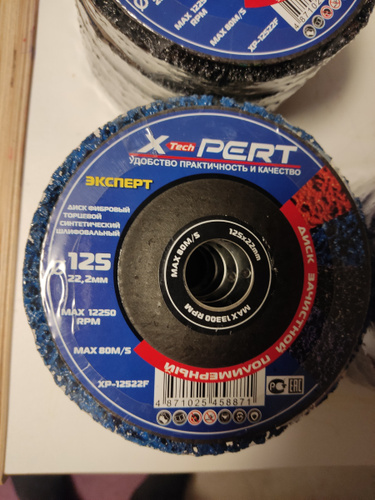 MAX 12250
RPM
MAX 80M/S
XP-12522F
X-Tech PERT
УДОБСТВО ПРАКТИЧНОСТЬ И КАЧЕСТВО
ЭКСПЕРТ
ДИСК ФИБРОВЫЙ
ТОРЦЕВОЙ
СИНТЕТИЧЕСКИЙ
ШЛИФОВАЛЬНЫЙ
125
22,2мм
MAX 12250
RPM
MAX 80M/S
XP-12522F
MAX 80M/S
125x22mm
MAX 13300 RPM
ДИСК ЗАЧИСТНОЙ ПОЛИМЕРНЫЙ
4 871025 458871
РС
EAC